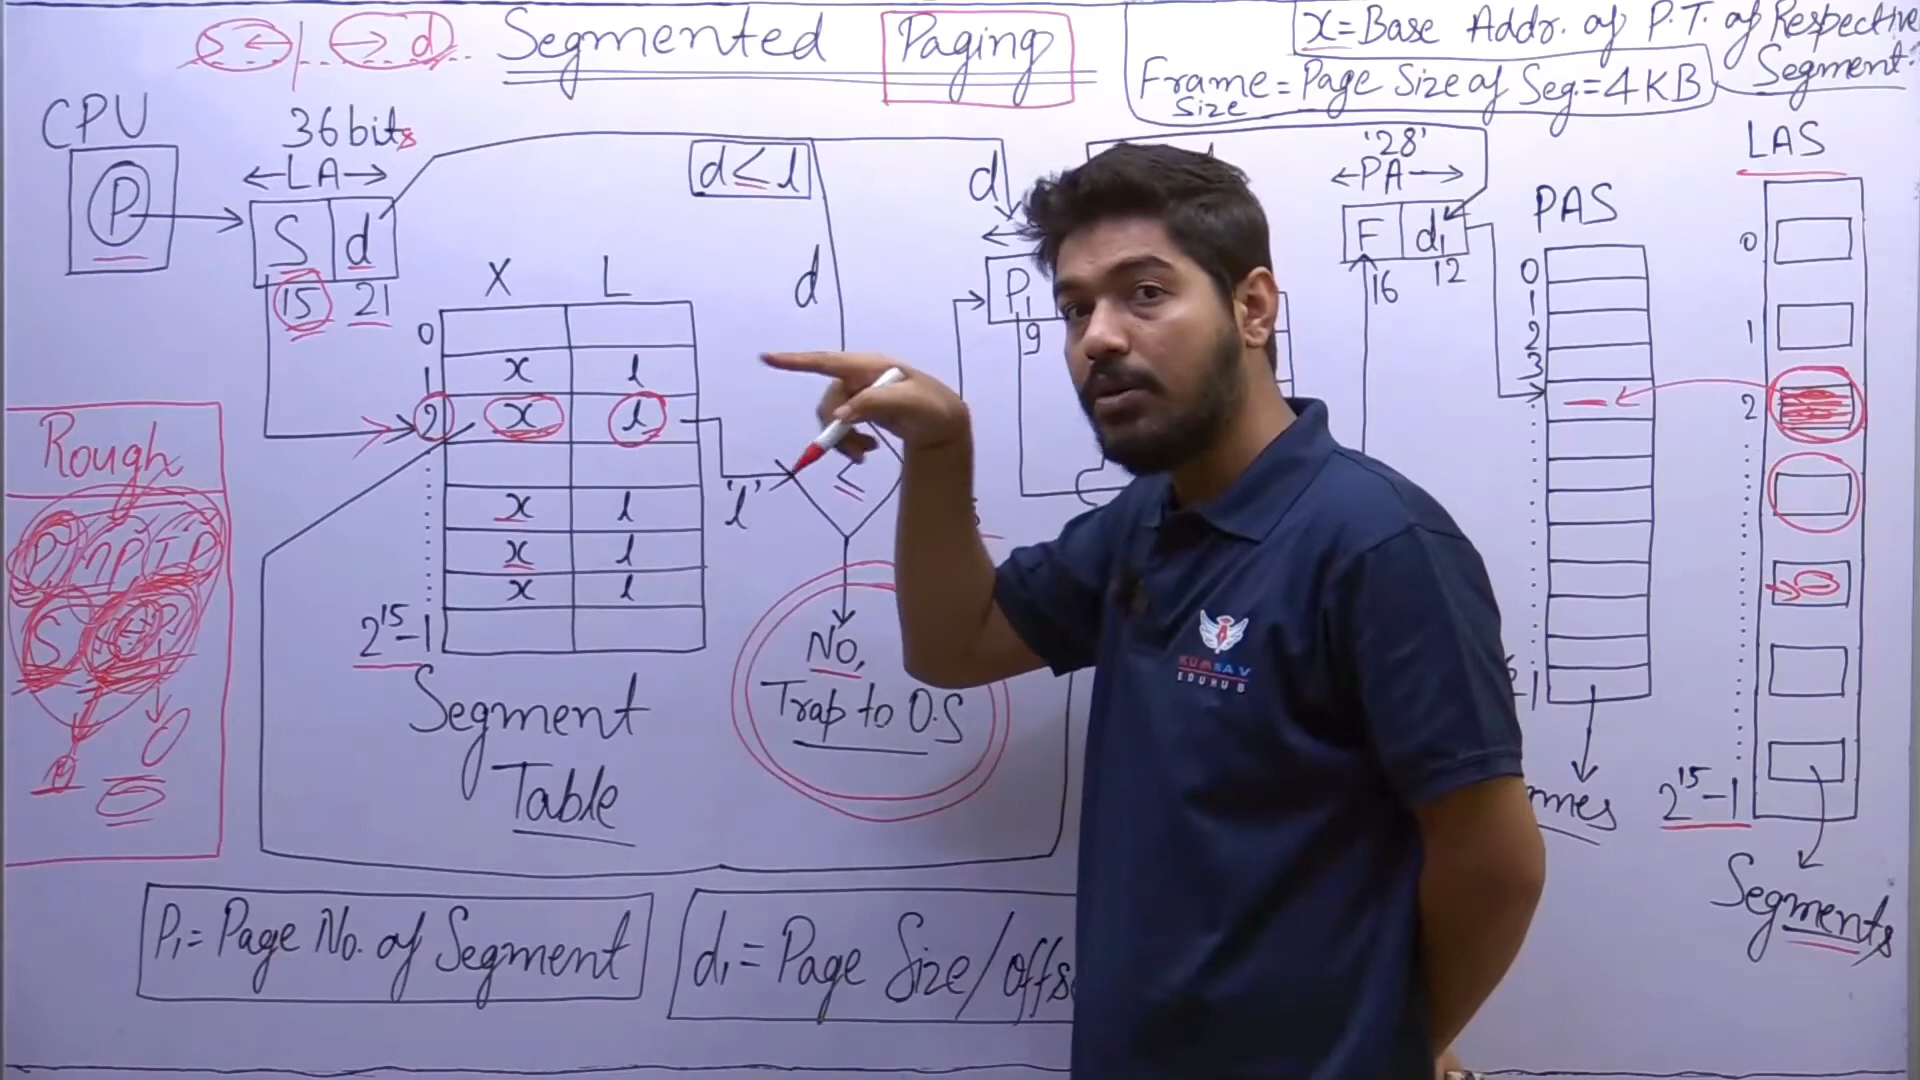 S ← | → d
Segmented Paging
x = Base Addr. of P.T. of Respective
Segment.
Frame = Page Size of Seg. = 4KB
Size
CPU
P
36 bits
←LA→
S d
15 21
d ≤ l
d
d
X L
0
1 x l
2 x l
x l
x l
x l
2^15-1
Segment
Table
'l'
≤
No,
Trap to O.S
P1
9
'28'
←PA→
F d1
16 12
PAS
0
1
2
3
LAS
0
1
2
2^15-1
Segments
Rough
P1 = Page No. of Segment
d1 = Page Size/
KUMSAV
EDUHUB